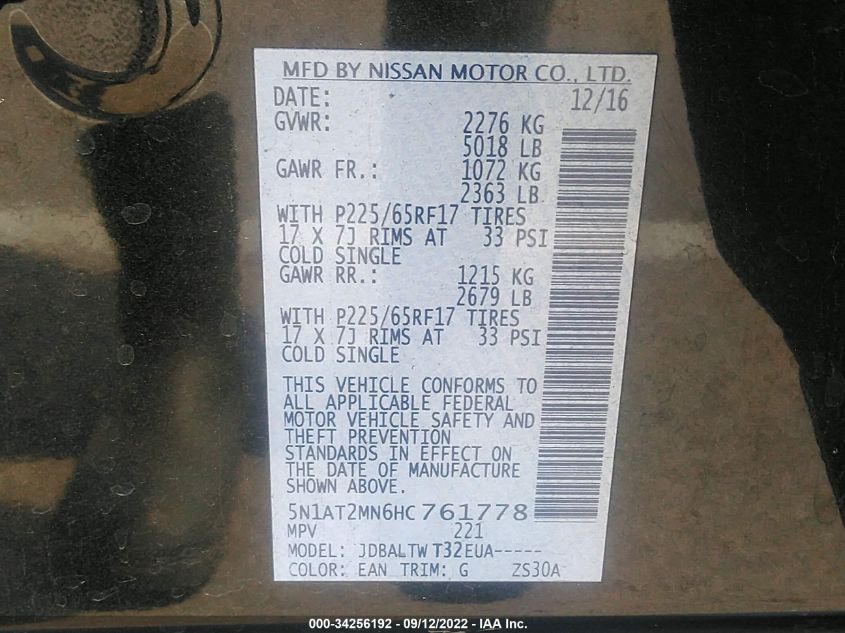 MFD BY NISSAN MOTOR CO., LTD.
DATE: 12/16
GVWR: 2276 KG
5018 LB
GAWR FR.: 1072 KG
2363 LB
WITH P225/65RF17 TIRES
17 X 7J RIMS AT 33 PSI
COLD SINGLE
GAWR RR.: 1215 KG
2679 LB
WITH P225/65RF17 TIRES
17 X 7J RIMS AT 33 PSI
COLD SINGLE
THIS VEHICLE CONFORMS TO
ALL APPLICABLE FEDERAL
MOTOR VEHICLE SAFETY AND
THEFT PREVENTION
STANDARDS IN EFFECT ON
THE DATE OF MANUFACTURE
SHOWN ABOVE.
5N1AT2MN6HC761778
MPV 221
MODEL: JDBALTWT32EUA-----
COLOR: EAN TRIM: G ZS30A
000-34256192 - 09/12/2022 - IAA Inc.